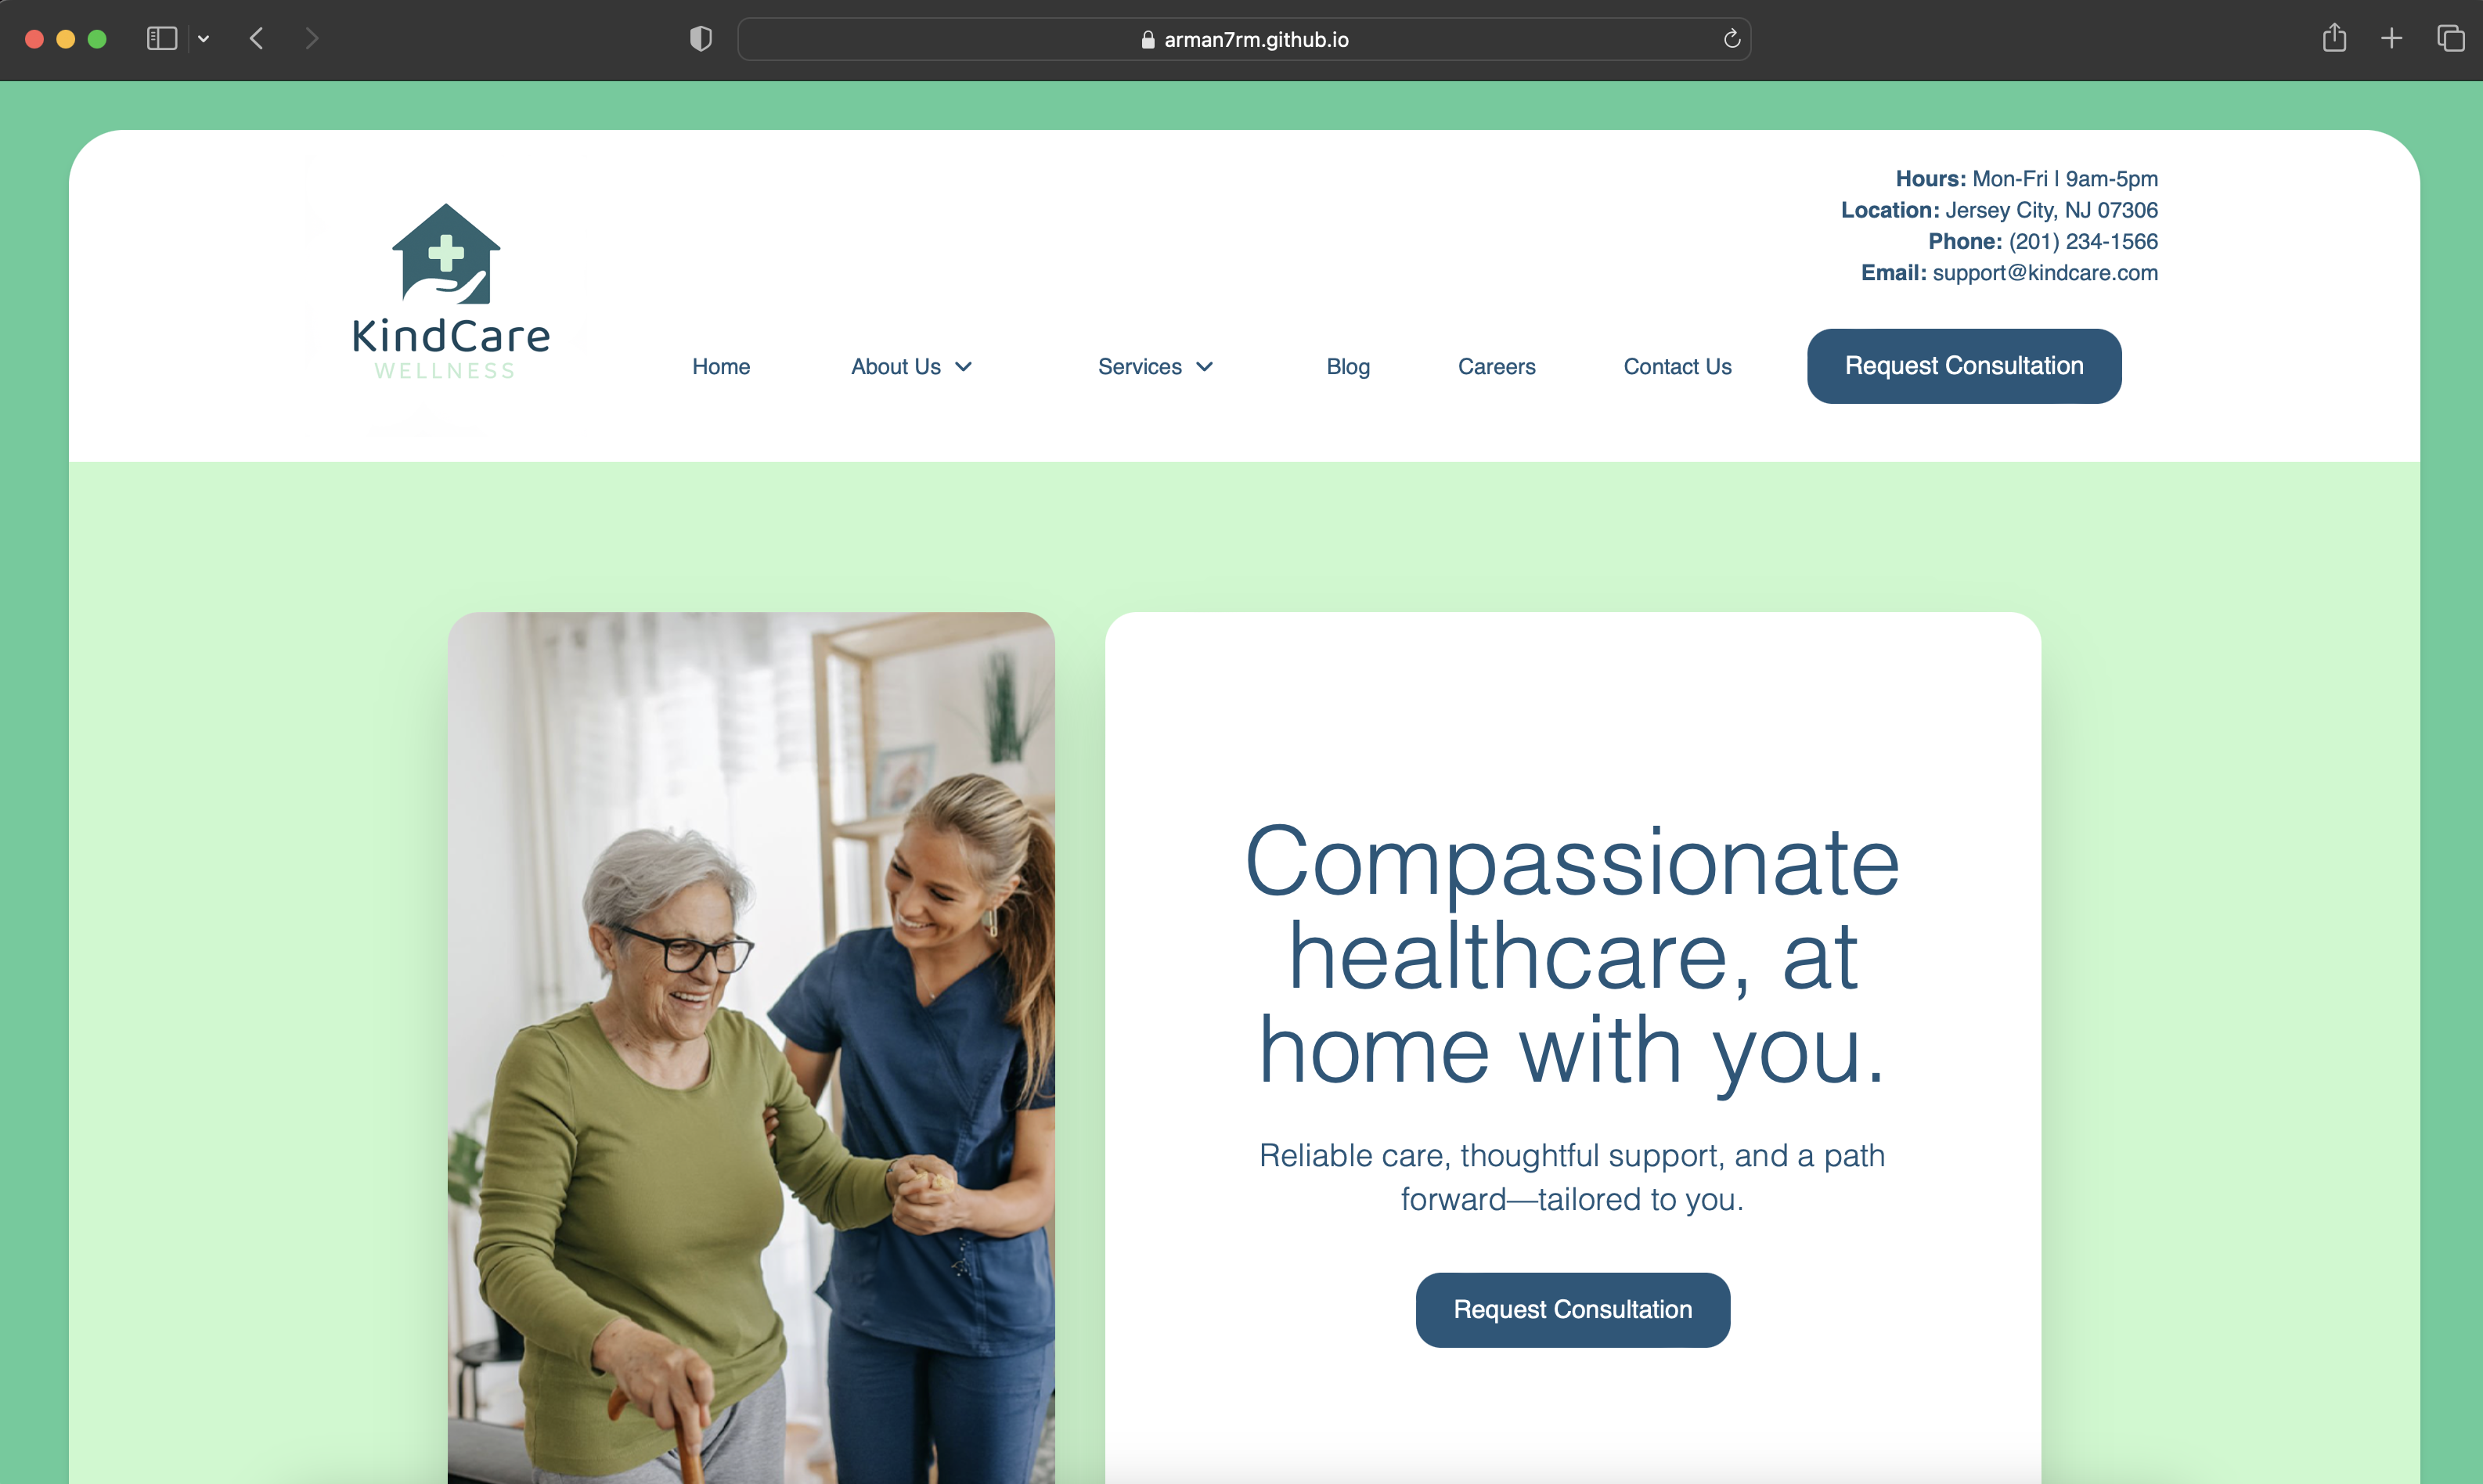 arman7rm.github.io
Hours: Mon-Fri | 9am-5pm
Location: Jersey City, NJ 07306
Phone: (201) 234-1566
Email: support@kindcare.com
KindCare
WELLNESS
Home
About Us
Services
Blog
Careers
Contact Us
Request Consultation
Compassionate
healthcare, at
home with you.
Reliable care, thoughtful support, and a path
forward—tailored to you.
Request Consultation